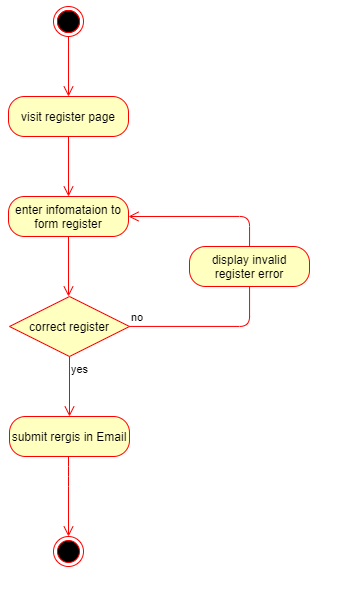 visit register page
enter infomataion to
form register
display invalid
register error
correct register
no
yes
submit rergis in Email